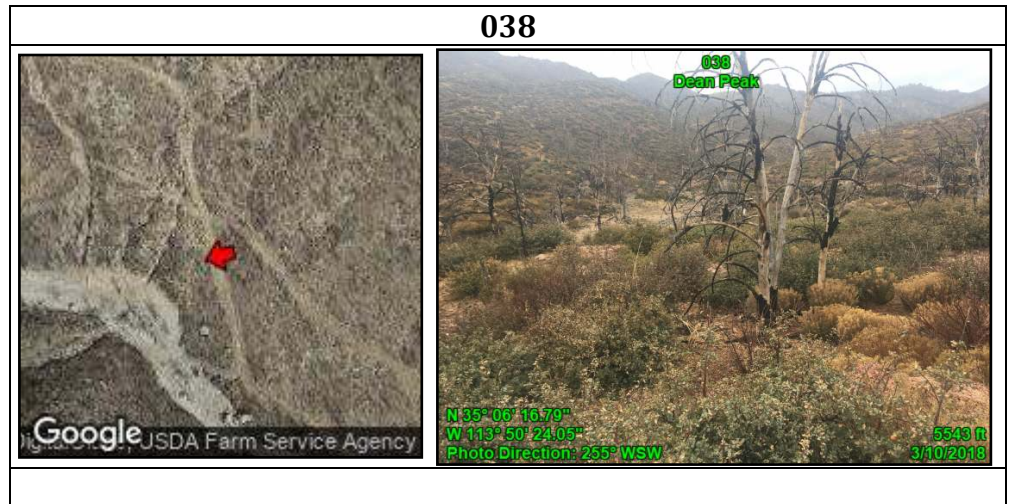 038
Google USDA Farm Service Agency
038
Dean Peak
N 35° 06' 16.79"
W 113° 50' 24.05"
Photo Direction: 255° WSW
5543 ft
3/10/2018